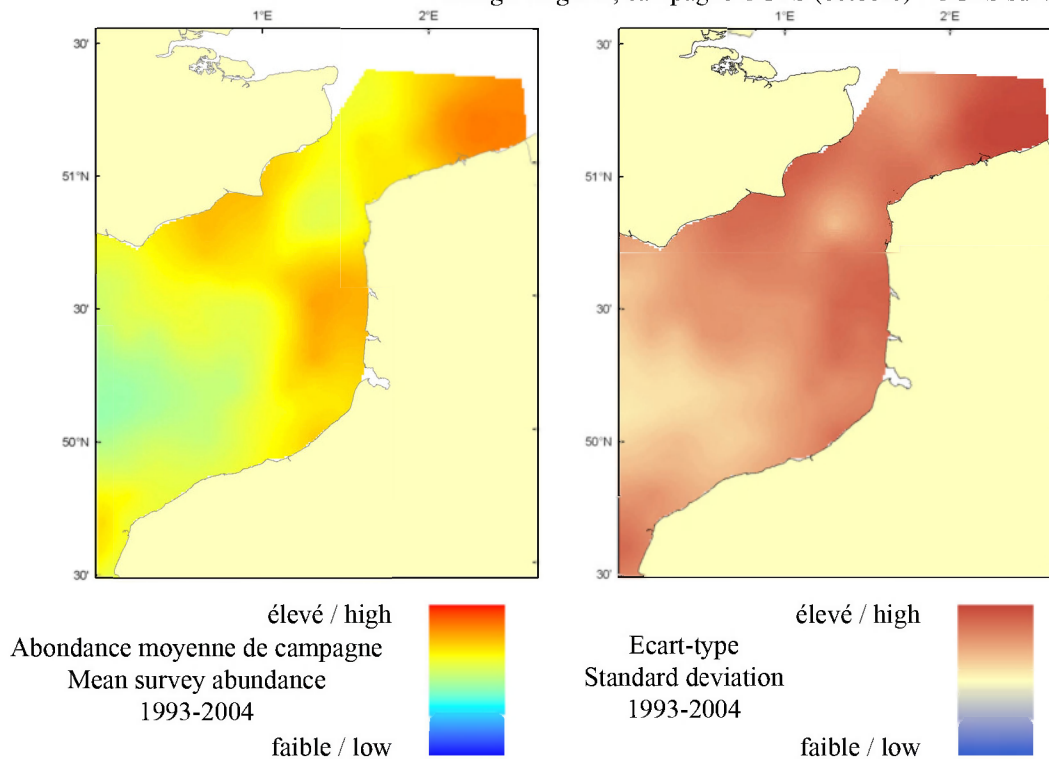 1°E 2°E 1°E 2°E
30' 30'
51°N 51°N
30' 30'
50°N 50°N
30' 30'
élevé / high
Abondance moyenne de campagne
Mean survey abundance
1993-2004
faible / low
élevé / high
Ecart-type
Standard deviation
1993-2004
faible / low